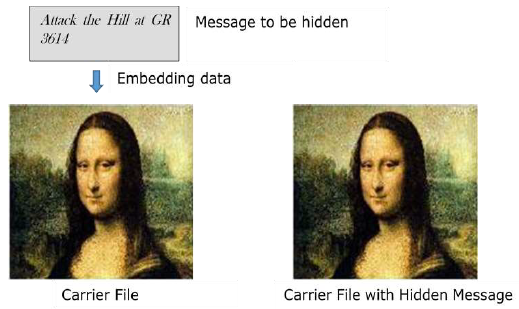 Attack the Hill at GR
3614
Message to be hidden
Embedding data
Carrier File
Carrier File with Hidden Message